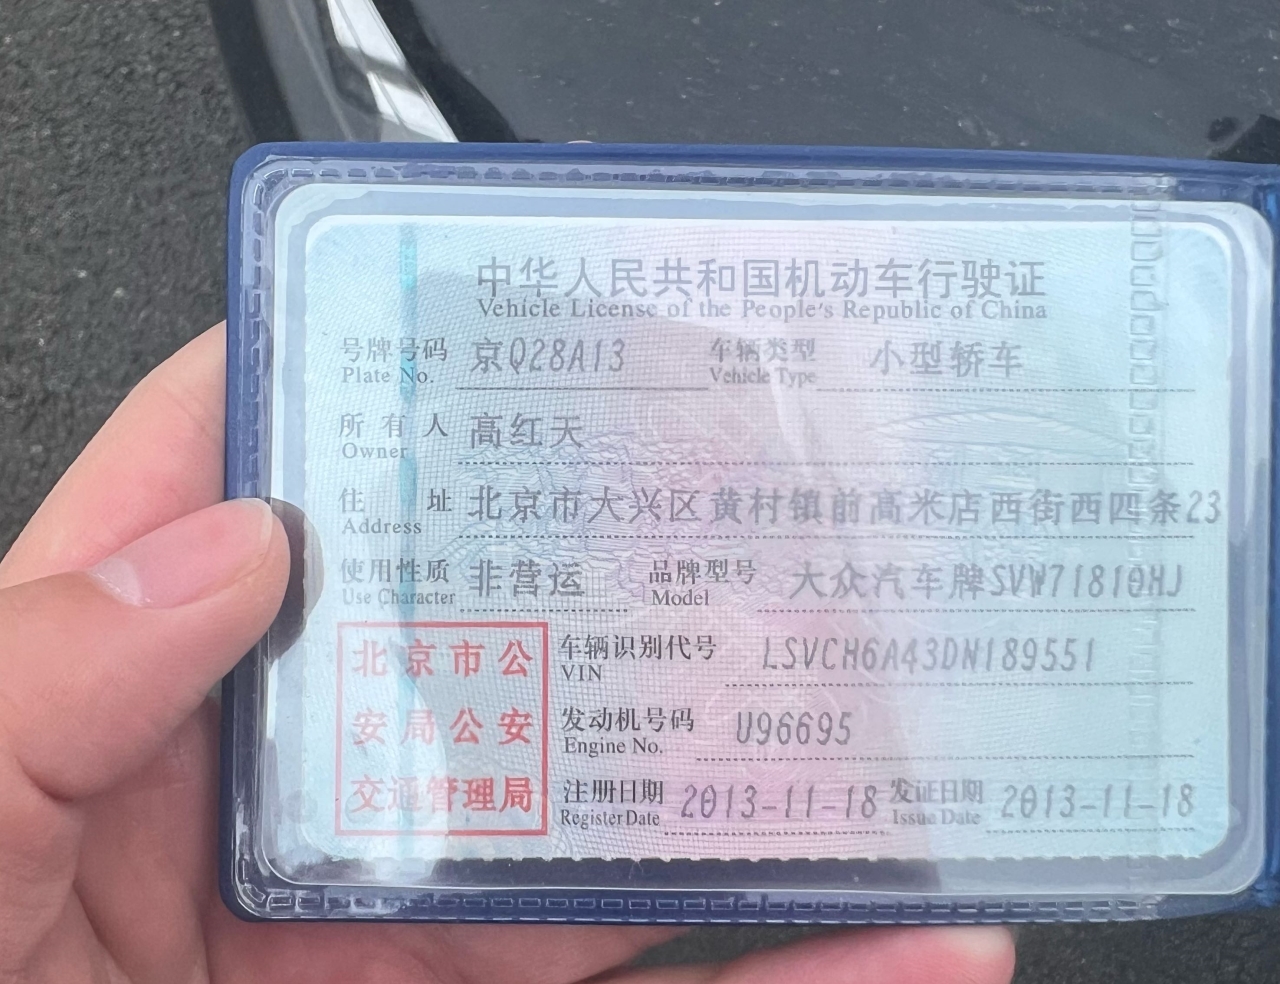 中华人民共和国机动车行驶证
Vehicle License of the People's Republic of China
号牌号码 京Q28A13 车辆类型 小型轿车
Plate No. Vehicle Type
所有人 高红天
Owner
住址 北京市大兴区黄村镇前高米店西街西四条23
Address
使用性质 非营运 品牌型号 大众汽车牌SVW71810HJ
Use Character Model
北京市公 车辆识别代号 LSVCH6A43DN189551
VIN
安局公安 发动机号码 U96695
Engine No.
交通管理局 注册日期 2013-11-18 发证日期 2013-11-18
Register Date Issue Date